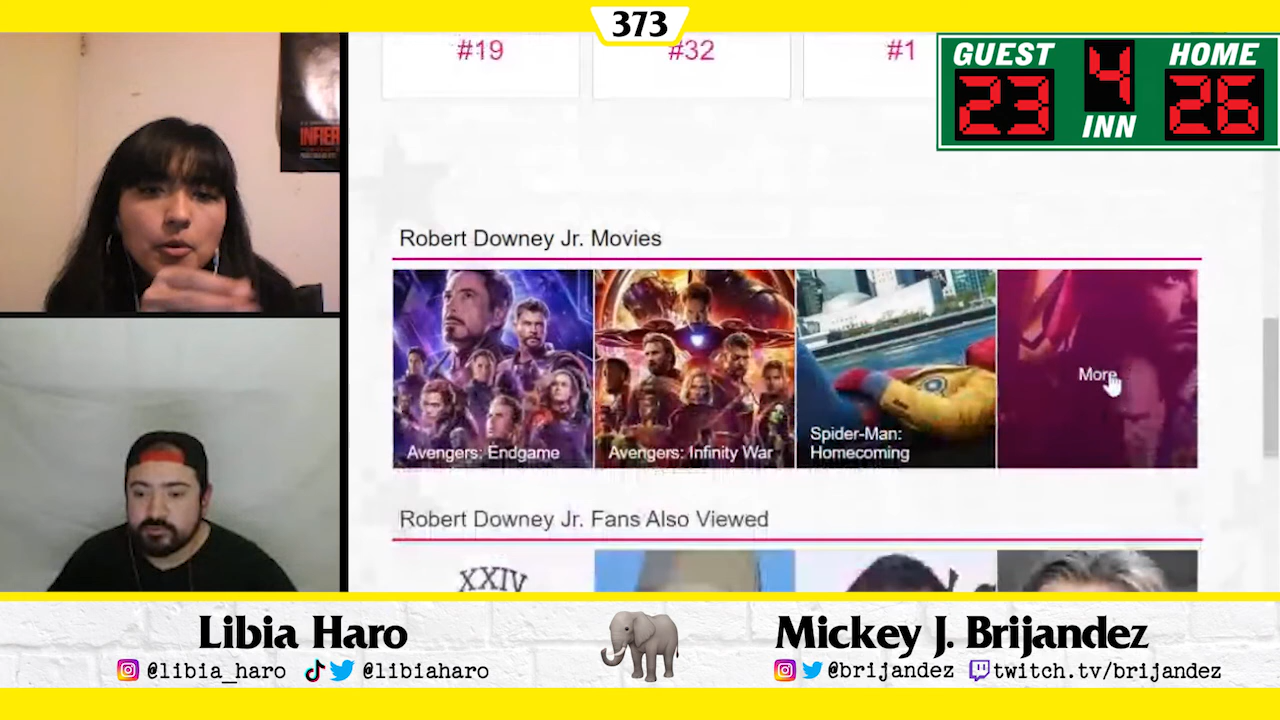 373
#19
#32
#1
GUEST
HOME
23
4
26
INN
Robert Downey Jr. Movies
Avengers: Endgame
Avengers: Infinity War
Spider-Man:
Homecoming
More
Robert Downey Jr. Fans Also Viewed
XXIV
Libia Haro
@libia_haro
@libiaharo
Mickey J. Brijandez
@brijandez
twitch.tv/brijandez